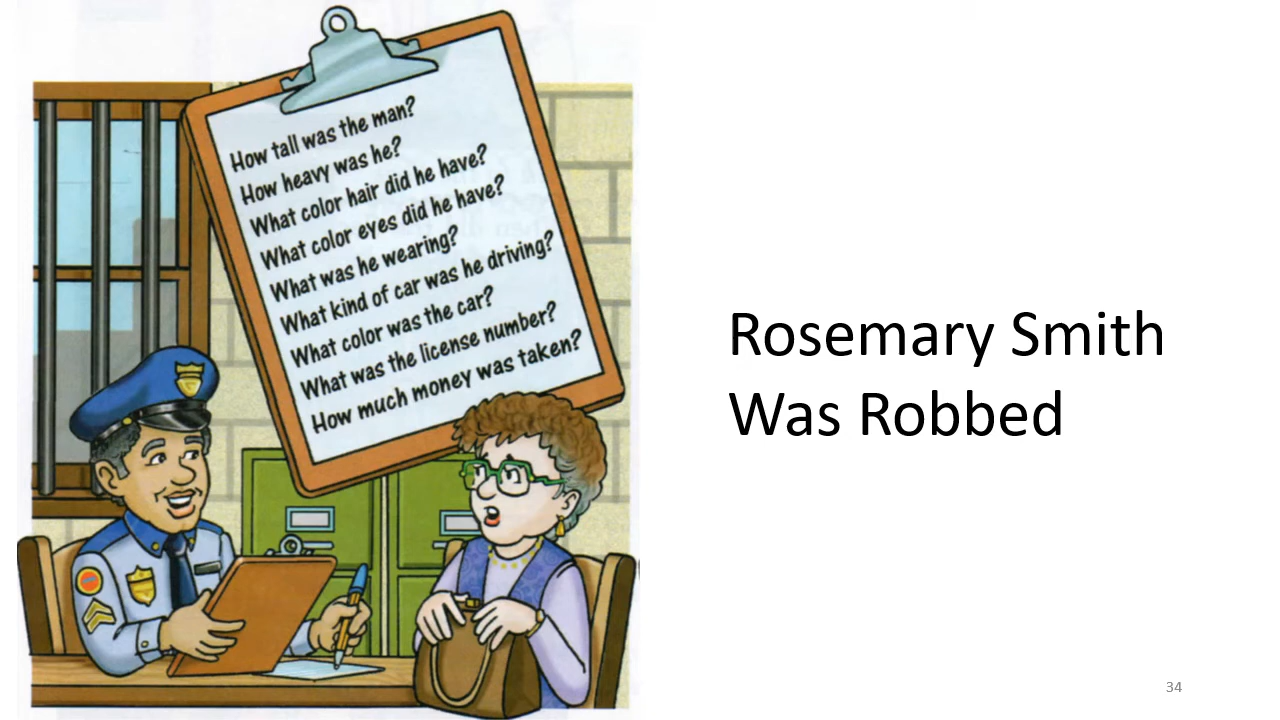 How tall was the man?
How heavy was he?
What color hair did he have?
What color eyes did he have?
What was he wearing?
What kind of car was he driving?
What color was the car?
What was the license number?
How much money was taken?
Rosemary Smith
Was Robbed
34